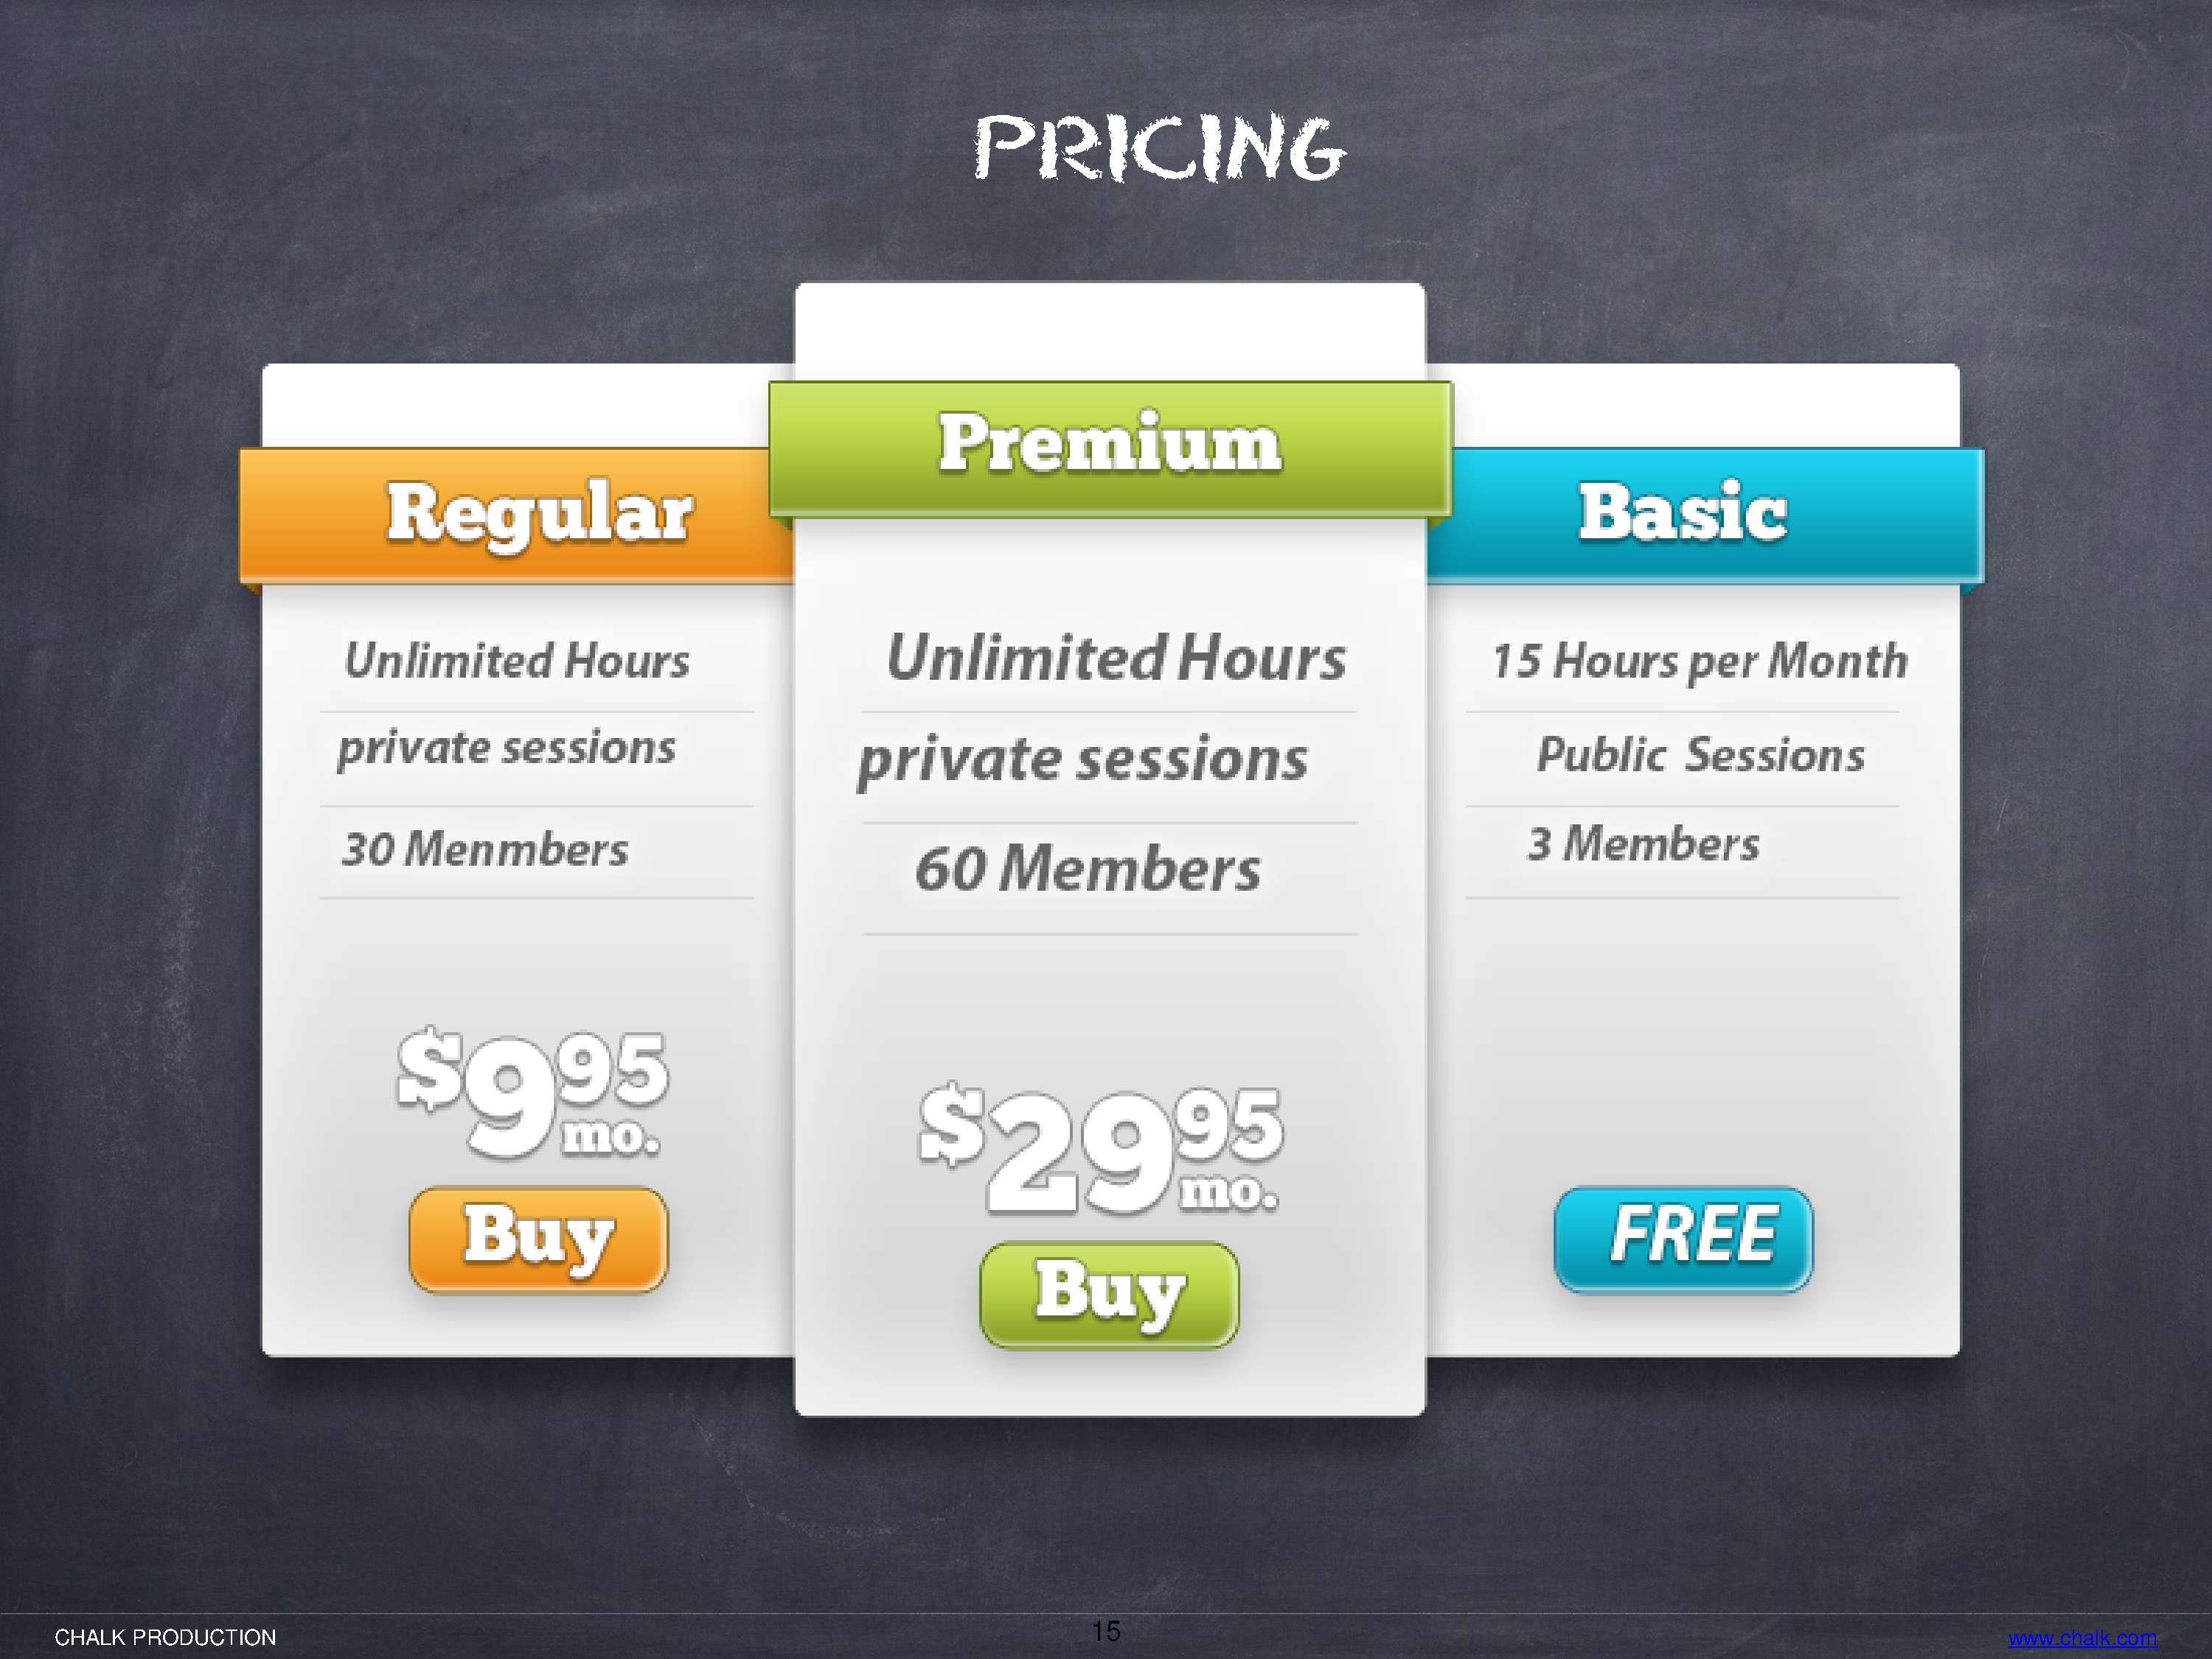 PRICING
Regular
Unlimited Hours
private sessions
30 Menmbers
$9 95
mo.
Buy
Premium
Unlimited Hours
private sessions
60 Members
$29 95
mo.
Buy
Basic
15 Hours per Month
Public Sessions
3 Members
FREE
CHALK PRODUCTION
15
www.chalk.com